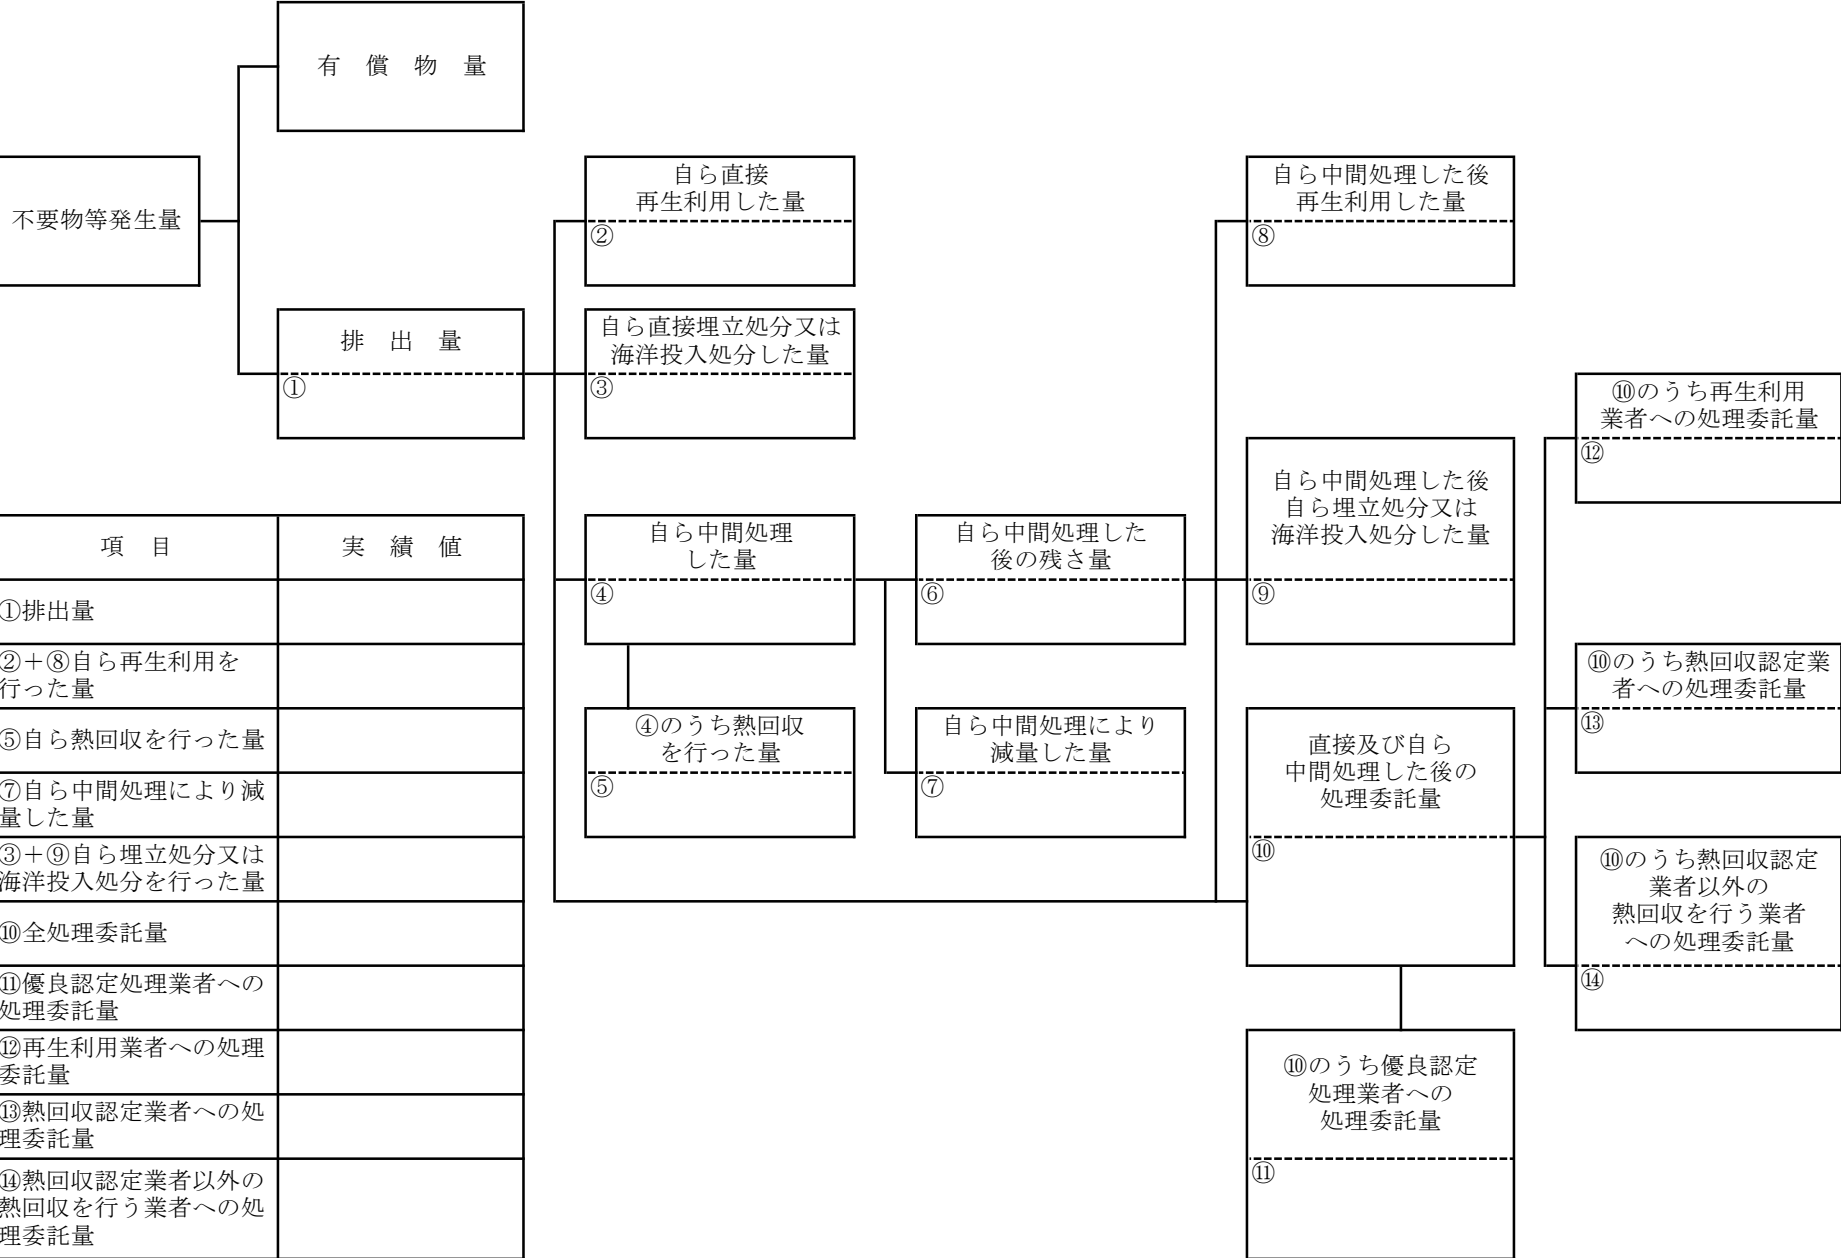 有　償　物　量
不要物等発生量
自ら直接
再生利用した量
②
自ら中間処理した後
再生利用した量
⑧
排　出　量
①
自ら直接埋立処分又は
海洋投入処分した量
③
⑩のうち再生利用
業者への処理委託量
⑫
自ら中間処理した後
自ら埋立処分又は
海洋投入処分した量
⑨
自ら中間処理
した量
④
自ら中間処理した
後の残さ量
⑥
⑩のうち熱回収認定業
者への処理委託量
⑬
④のうち熱回収
を行った量
⑤
自ら中間処理により
減量した量
⑦
直接及び自ら
中間処理した後の
処理委託量
⑩
⑩のうち熱回収認定
業者以外の
熱回収を行う業者
への処理委託量
⑭
⑩のうち優良認定
処理業者への
処理委託量
⑪
項　目
実　績　値
①排出量
②＋⑧自ら再生利用を
行った量
⑤自ら熱回収を行った量
⑦自ら中間処理により減
量した量
③＋⑨自ら埋立処分又は
海洋投入処分を行った量
⑩全処理委託量
⑪優良認定処理業者への
処理委託量
⑫再生利用業者への処理
委託量
⑬熱回収認定業者への処
理委託量
⑭熱回収認定業者以外の
熱回収を行う業者への処
理委託量